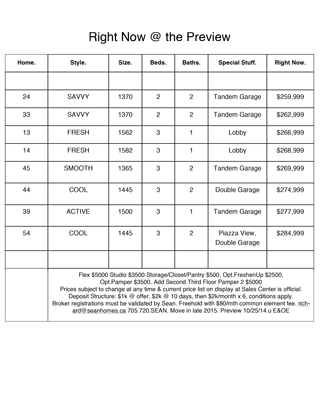 Right Now @ the Preview
Home. Style. Size. Beds. Baths. Special Stuff. Right Now.
24 SAVVY 1370 2 2 Tandem Garage $259,999
33 SAVVY 1370 2 2 Tandem Garage $262,999
13 FRESH 1562 3 1 Lobby $266,999
14 FRESH 1582 3 1 Lobby $268,999
45 SMOOTH 1365 3 2 Tandem Garage $269,999
44 COOL 1445 3 2 Double Garage $274,999
39 ACTIVE 1500 3 1 Tandem Garage $277,999
54 COOL 1445 3 2 Piazza View, $284,999
Double Garage
Flex $5000 Studio $3500 Storage/Closet/Pantry $500, Opt.FreshenUp $2500,
Opt.Pamper $3500, Add Second Third Floor Pamper 2 $5000
Prices subject to change at any time & current price list on display at Sales Center is official.
Deposit Structure: $1k @ offer, $2k @ 10 days, then $2k/month x 6, conditions apply.
Broker registrations must be validated by Sean. Freehold with $80/mth common element fee. rich-
ard@seanhomes.ca 705.720.SEAN. Move in late 2015. Preview 10/25/14.u E&OE